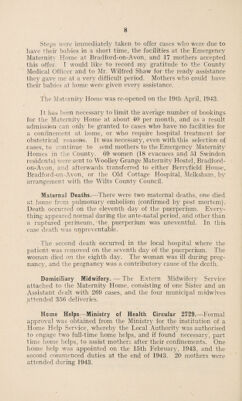 8
Steps were immediately taken to offer cases who were due to
have their babies in a short time, the facilities at the Emergency
Maternity Home at Bradford-on-Avon, and 17 mothers accepted
this offer. I would like to record my gratitude to the County
Medical Officer and to Mr. Wilfred Shaw for the ready assistance
they gave me at a very difficult period. Mothers who could have
their babies at home were given every assistance.
The Maternity Home was re-opened on the 19th April, 1943.
It has been necessary to limit the average number of bookings
for the Maternity Home at about 40 per month, and as a result
admission can only be granted to cases who have no facilities for
a confinement at home, or who require hospital treatment for
obstetrical reasons. It was necessary, even with this selection of
cases, to continue to send mothers to the Emergency Maternity
Homes in the County. 60 women (18 evacuees and 51 Swindon
residents) were sent to Woolley Grange Maternity Hostel, Bradford-
on-Avon, and afterwards transferred to either Berryfield House,
Bradford-on-Avon, or the Old Cottage Hospital, Melksham, by
arrangement with the Wilts County Council.
Maternal Deaths.—There were two maternal deaths, one died
at home from pulmonary embolism (confirmed by post mortem).
Death occurred on the eleventh day of the puerperium. Every-
thing appeared normal during the ante-natal period, and other than
a ruptured perineum, the puerperium was uneventful. In this
case death was unpreventable.
The second death occurred in the local hospital where the
patient was removed on the seventh day of the puerperium. The
woman died on the eighth day. The woman was ill during preg-
nancy, and the pregnancy was a contributory cause of the death.
Domiciliary Midwifery. — The Extern Midwifery Service
attached to the Maternity Home, consisting of one Sister and an
Assistant dealt with 269 cases, and the four municipal midwives
attended 356 deliveries.
Home Helps—Ministry of Health Circular 2729.—Formal
approval was obtained from the Ministry for the institution of a
Home Help Service, whereby the Local Authority was authorised
to engage two full-time home helps, and if found necessary, part
time home helps, to assist mothers after their confinements. One
home help was appointed on the 15th February, 1943, and the
second commenced duties at the end of 1943. 20 mothers were
attended during 1943.